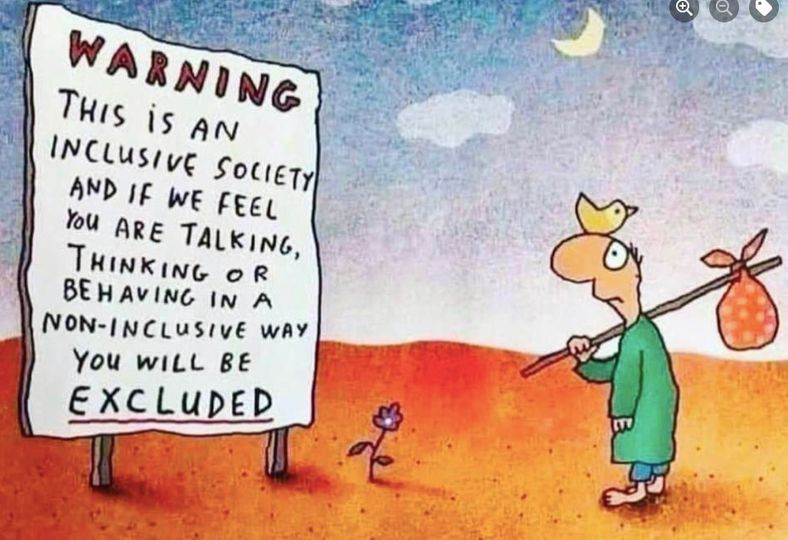 WARNING
THIS iS AN
INCLUSIVE SOCIETY
AND IF WE FEEL
YOU ARE TALKING,
THINKING OR
BEHAVING IN A
NON-INCLUSIVE WAY
YOU WILL BE
EXCLUDED